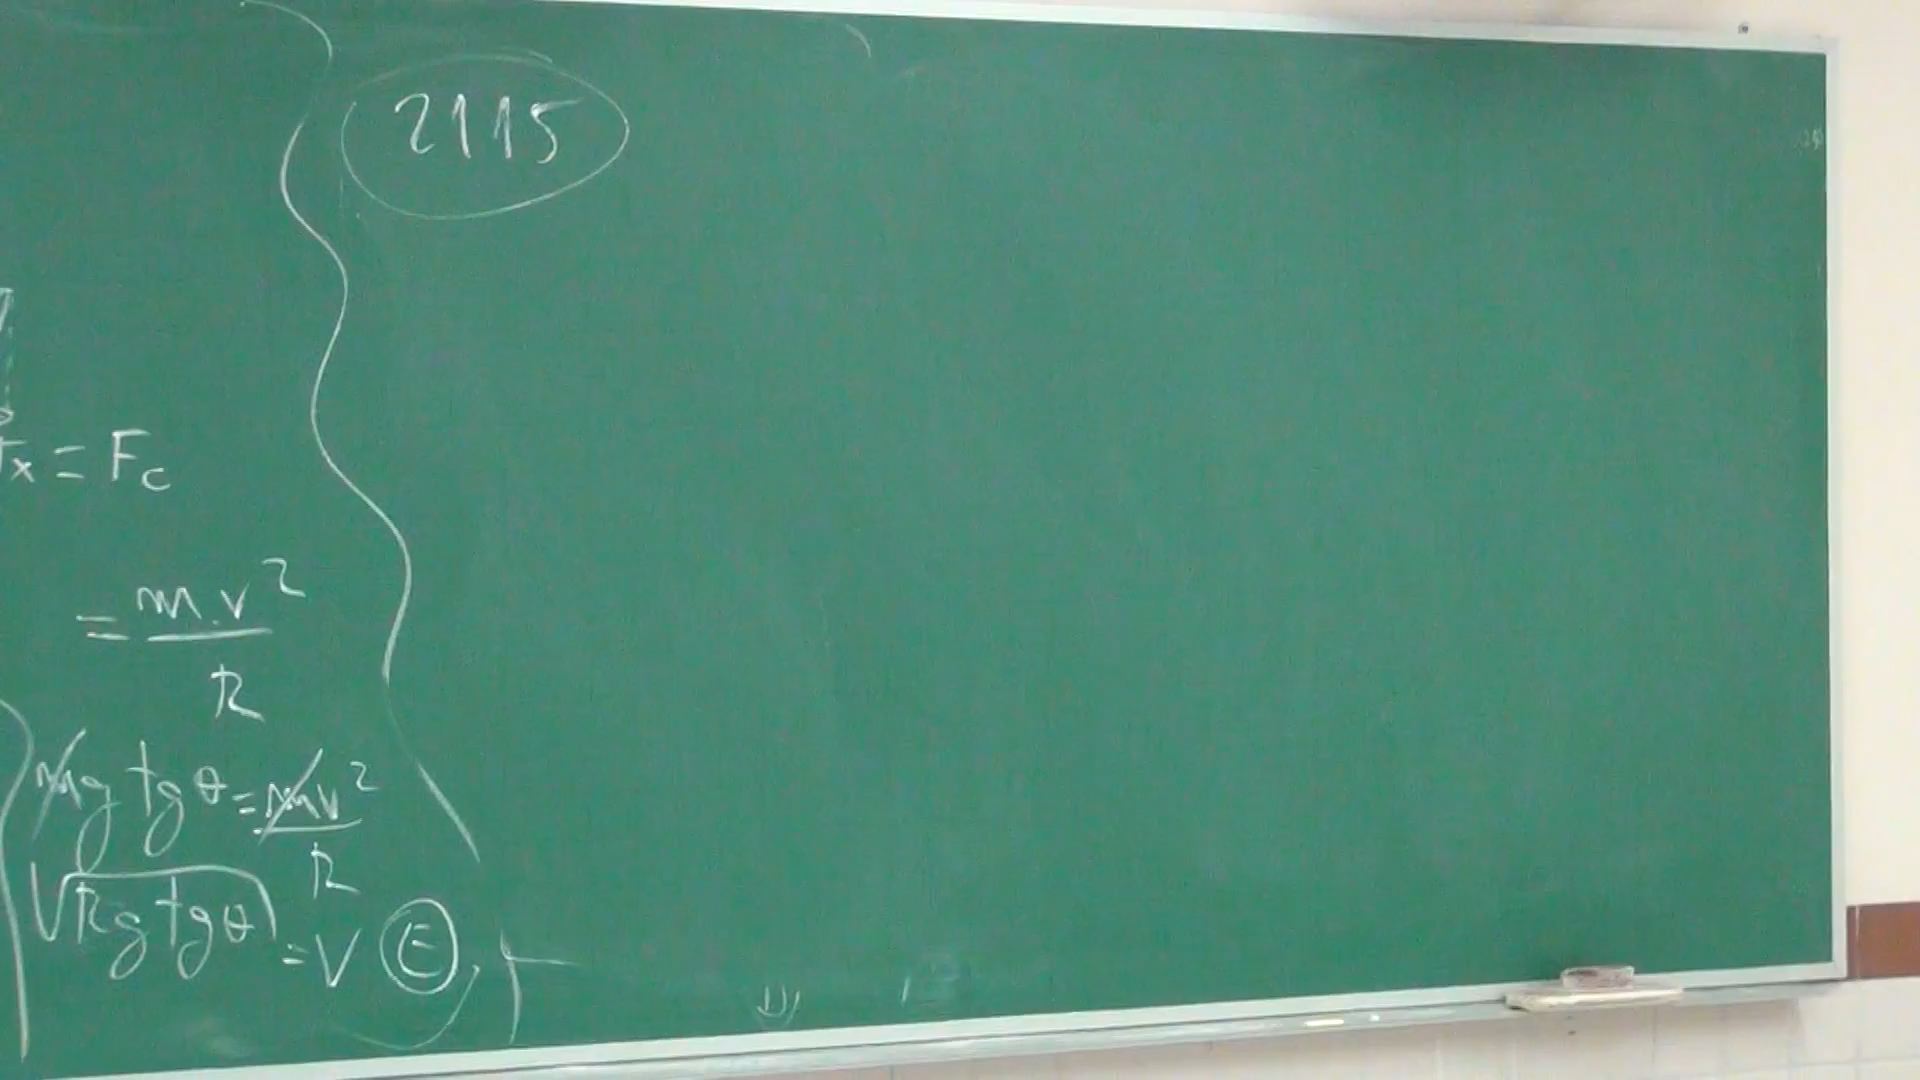 2115
Tx = Fc
= m.v²
R
mg tgθ = mv²
R
√Rg tgθ = V (E)